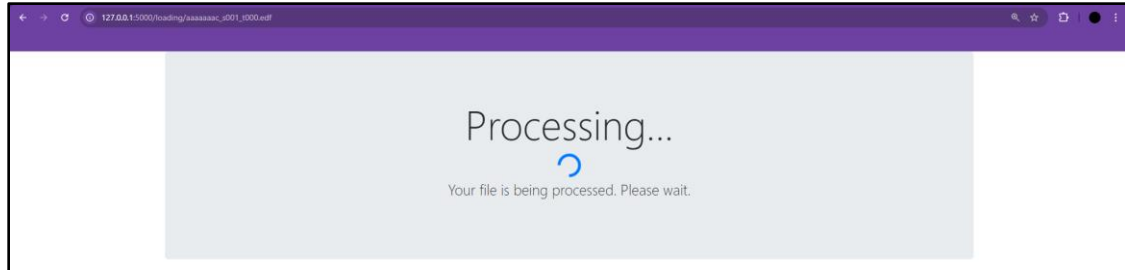 127.0.0.1:5000/loading/aaaaaaac_s001_t000.edf
Processing...
Your file is being processed. Please wait.